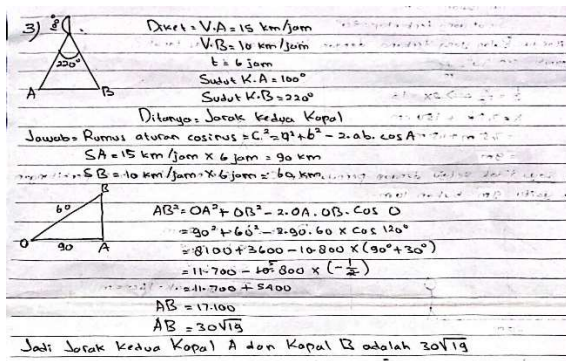 3) Diket = V.A = 15 km/jam
V.B = 10 km/jam
220°
t = 6 jam
Sudut K.A = 100°
A B
Sudut K.B = 220°
Ditanya = Jarak kedua Kapal
Jawab = Rumus aturan cosinus = C² = a² + b² - 2.ab. cos A
SA = 15 km/jam x 6 jam = 90 km
SB = 10 km/jam x 6 jam = 60 km
B
60
O 90 A
AB² = OA² + OB² - 2.OA. OB. Cos O
= 90² + 60² - 2.90.60 x Cos 120°
= 8100 + 3600 - 10.800 x (90° + 30°)
= 11.700 - 10.800 x (-1/2)
= 11.700 + 5400
AB = 17.100
AB = 30√19
Jadi Jarak kedua Kapal A dan Kapal B adalah 30√19